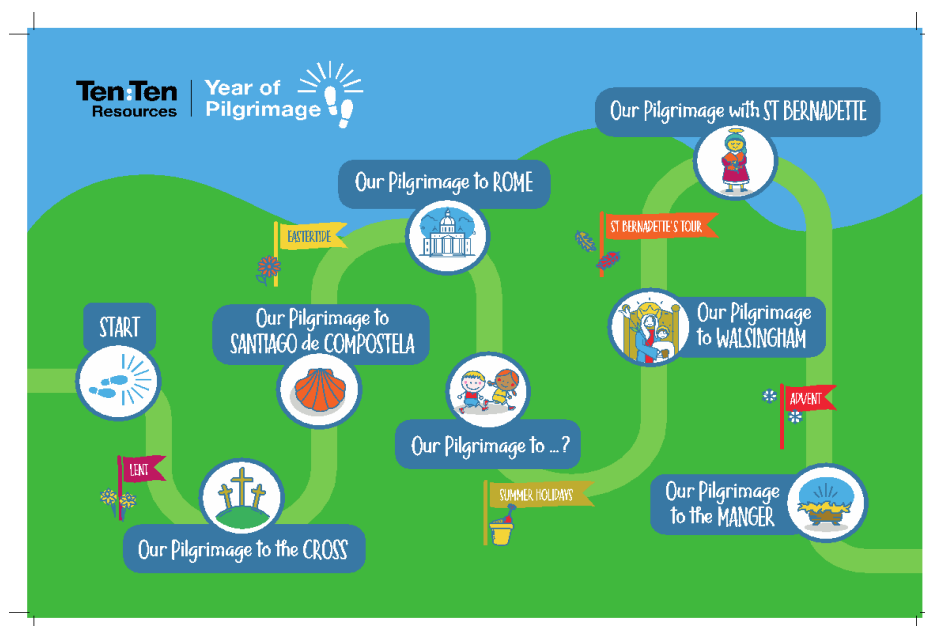 Ten:Ten
Resources
Year of
Pilgrimage
Our Pilgrimage with ST BERNADETTE
Our Pilgrimage to ROME
EASTERTIDE
ST BERNADETTE'S TOUR
START
Our Pilgrimage to
SANTIAGO de COMPOSTELA
Our Pilgrimage
to WALSINGHAM
ADVENT
Our Pilgrimage to ...?
LENT
SUMMER HOLIDAYS
Our Pilgrimage
to the MANGER
Our Pilgrimage to the CROSS